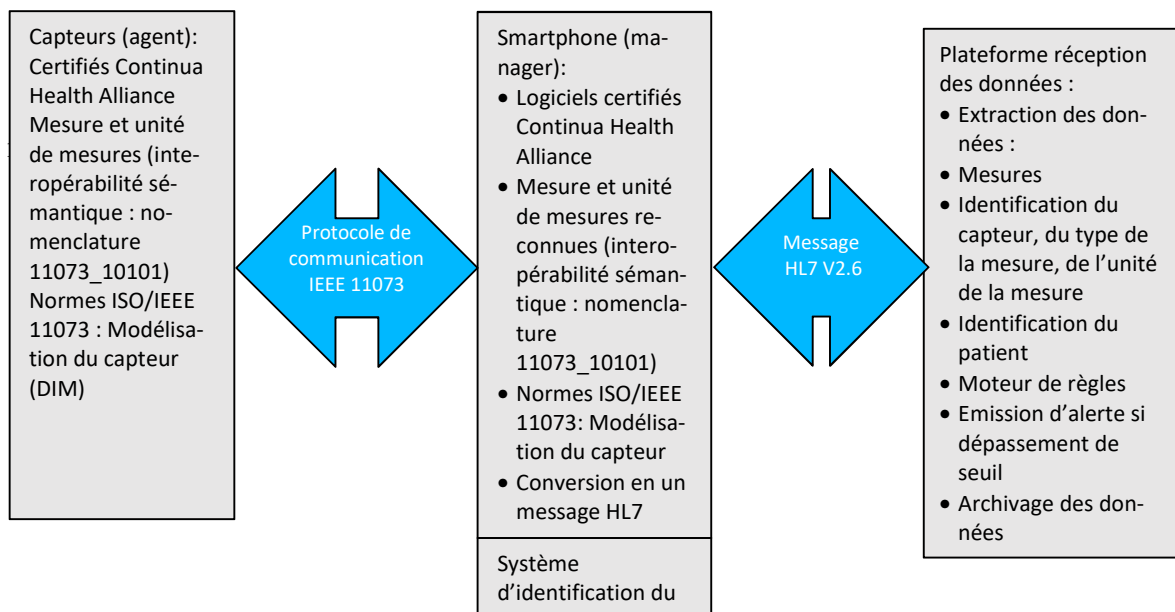 Capteurs (agent):
Certifiés Continua
Health Alliance
Mesure et unité
de mesures (inte-
ropérabilité sé-
mantique : no-
menclature
11073_10101)
Normes ISO/IEEE
11073 : Modélisa-
tion du capteur
(DIM)
Protocole de
communication
IEEE 11073
Smartphone (ma-
nager):
• Logiciels certifiés
Continua Health
Alliance
• Mesure et unité
de mesures re-
connues (intero-
pérabilité séman-
tique : nomencla-
ture
11073_10101)
• Normes ISO/IEEE
11073: Modélisa-
tion du capteur
• Conversion en un
message HL7
Système
d’identification du
Message
HL7 V2.6
Plateforme réception
des données :
• Extraction des don-
nées :
• Mesures
• Identification du
capteur, du type de
la mesure, de l’unité
de la mesure
• Identification du
patient
• Moteur de règles
• Emission d’alerte si
dépassement de
seuil
• Archivage des don-
nées